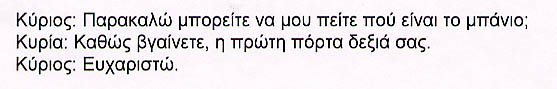 Κύριος: Παρακαλώ μπορείτε να μου πείτε πού είναι το μπάνιο;
Κυρία: Καθώς βγαίνετε, η πρώτη πόρτα δεξιά σας.
Κύριος: Ευχαριστώ.